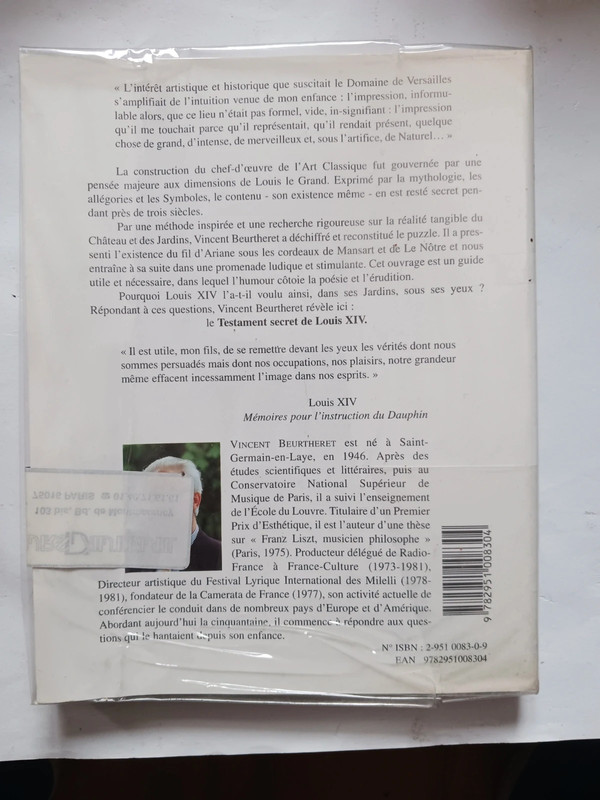 « L'intérêt artistique et historique que suscitait le Domaine de Versailles
s'amplifiait de l'intuition venue de mon enfance : l'impression, informu-
lable alors, que ce lieu n'était pas formel, vide, in-signifiant : l'impression
qu'il me touchait parce qu'il représentait, qu'il rendait présent, quelque
chose de grand, d'intense, de merveilleux et, sous l'artifice, de Naturel... »
La construction du chef-d'œuvre de l'Art Classique fut gouvernée par une
pensée majeure aux dimensions de Louis le Grand. Exprimé par la mythologie, les
allégories et les Symboles, le contenu - son existence même - en est resté secret pen-
dant près de trois siècles.
Par une méthode inspirée et une recherche rigoureuse sur la réalité tangible du
Château et des Jardins, Vincent Beurtheret a déchiffré et reconstitué le puzzle. Il a pres-
senti l'existence du fil d'Ariane sous les cordeaux de Mansart et de Le Nôtre et nous
entraîne à sa suite dans une promenade ludique et stimulante. Cet ouvrage est un guide
utile et nécessaire, dans lequel l'humour côtoie la poésie et l'érudition.
Pourquoi Louis XIV l'a-t-il voulu ainsi, dans ses Jardins, sous ses yeux ?
Répondant à ces questions, Vincent Beurtheret révèle ici :
le Testament secret de Louis XIV.
« Il est utile, mon fils, de se remettre devant les yeux les vérités dont nous
sommes persuadés mais dont nos occupations, nos plaisirs, notre grandeur
même effacent incessamment l'image dans nos esprits. »
Louis XIV
Mémoires pour l'instruction du Dauphin
VINCENT BEURTHERET est né à Saint-
Germain-en-Laye, en 1946. Après des
études scientifiques et littéraires, puis au
Conservatoire National Supérieur de
Musique de Paris, il a suivi l'enseignement
de l'École du Louvre. Titulaire d'un Premier
Prix d'Esthétique, il est l'auteur d'une thèse
sur « Franz Liszt, musicien philosophe »
(Paris, 1975). Producteur délégué de Radio-
France à France-Culture (1973-1981),
Directeur artistique du Festival Lyrique International des Milelli (1978-
1981), fondateur de la Camerata de France (1977), son activité actuelle de
conférencier le conduit dans de nombreux pays d'Europe et d'Amérique.
Abordant aujourd'hui la cinquantaine, il commence à répondre aux ques-
tions qui le hantaient depuis son enfance.
9 782951 008304
N° ISBN : 2-951 0083-0-9
EAN 9782951008304
75015 PARIS